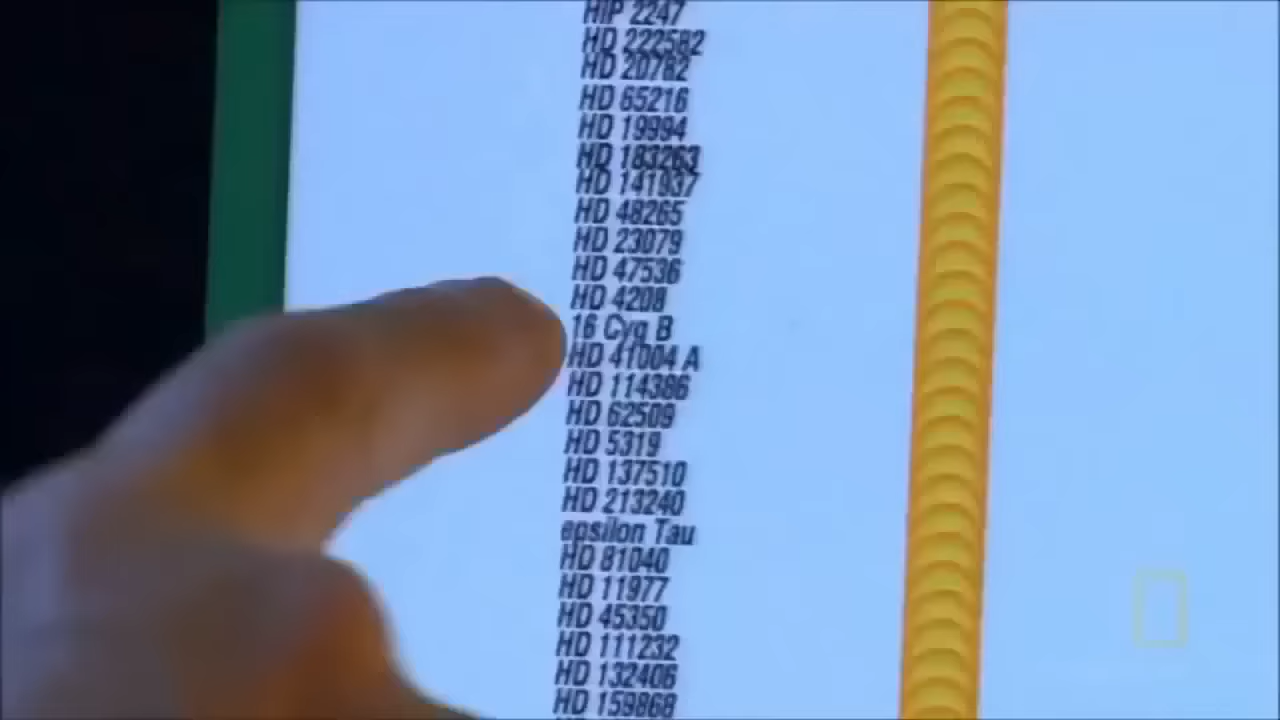 HIP 2247
HD 222582
HD 20782
HD 65216
HD 19994
HD 183263
HD 141937
HD 48265
HD 23079
HD 47536
HD 4208
16 Cyg B
HD 41004 A
HD 114386
HD 62509
HD 5319
HD 137510
HD 213240
epsilon Tau
HD 81040
HD 11977
HD 45350
HD 111232
HD 132406
HD 159868